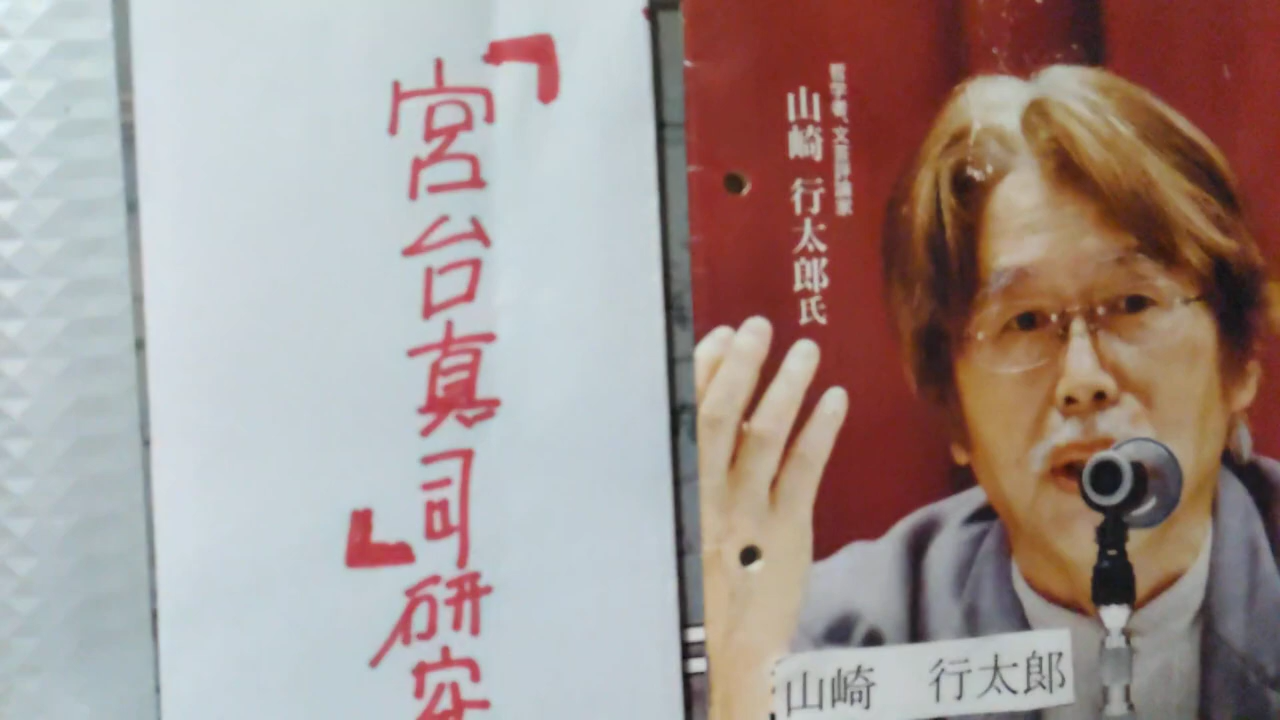 哲学者、文芸評論家
山崎 行太郎氏
「宮台真司」研究
山崎 行太郎